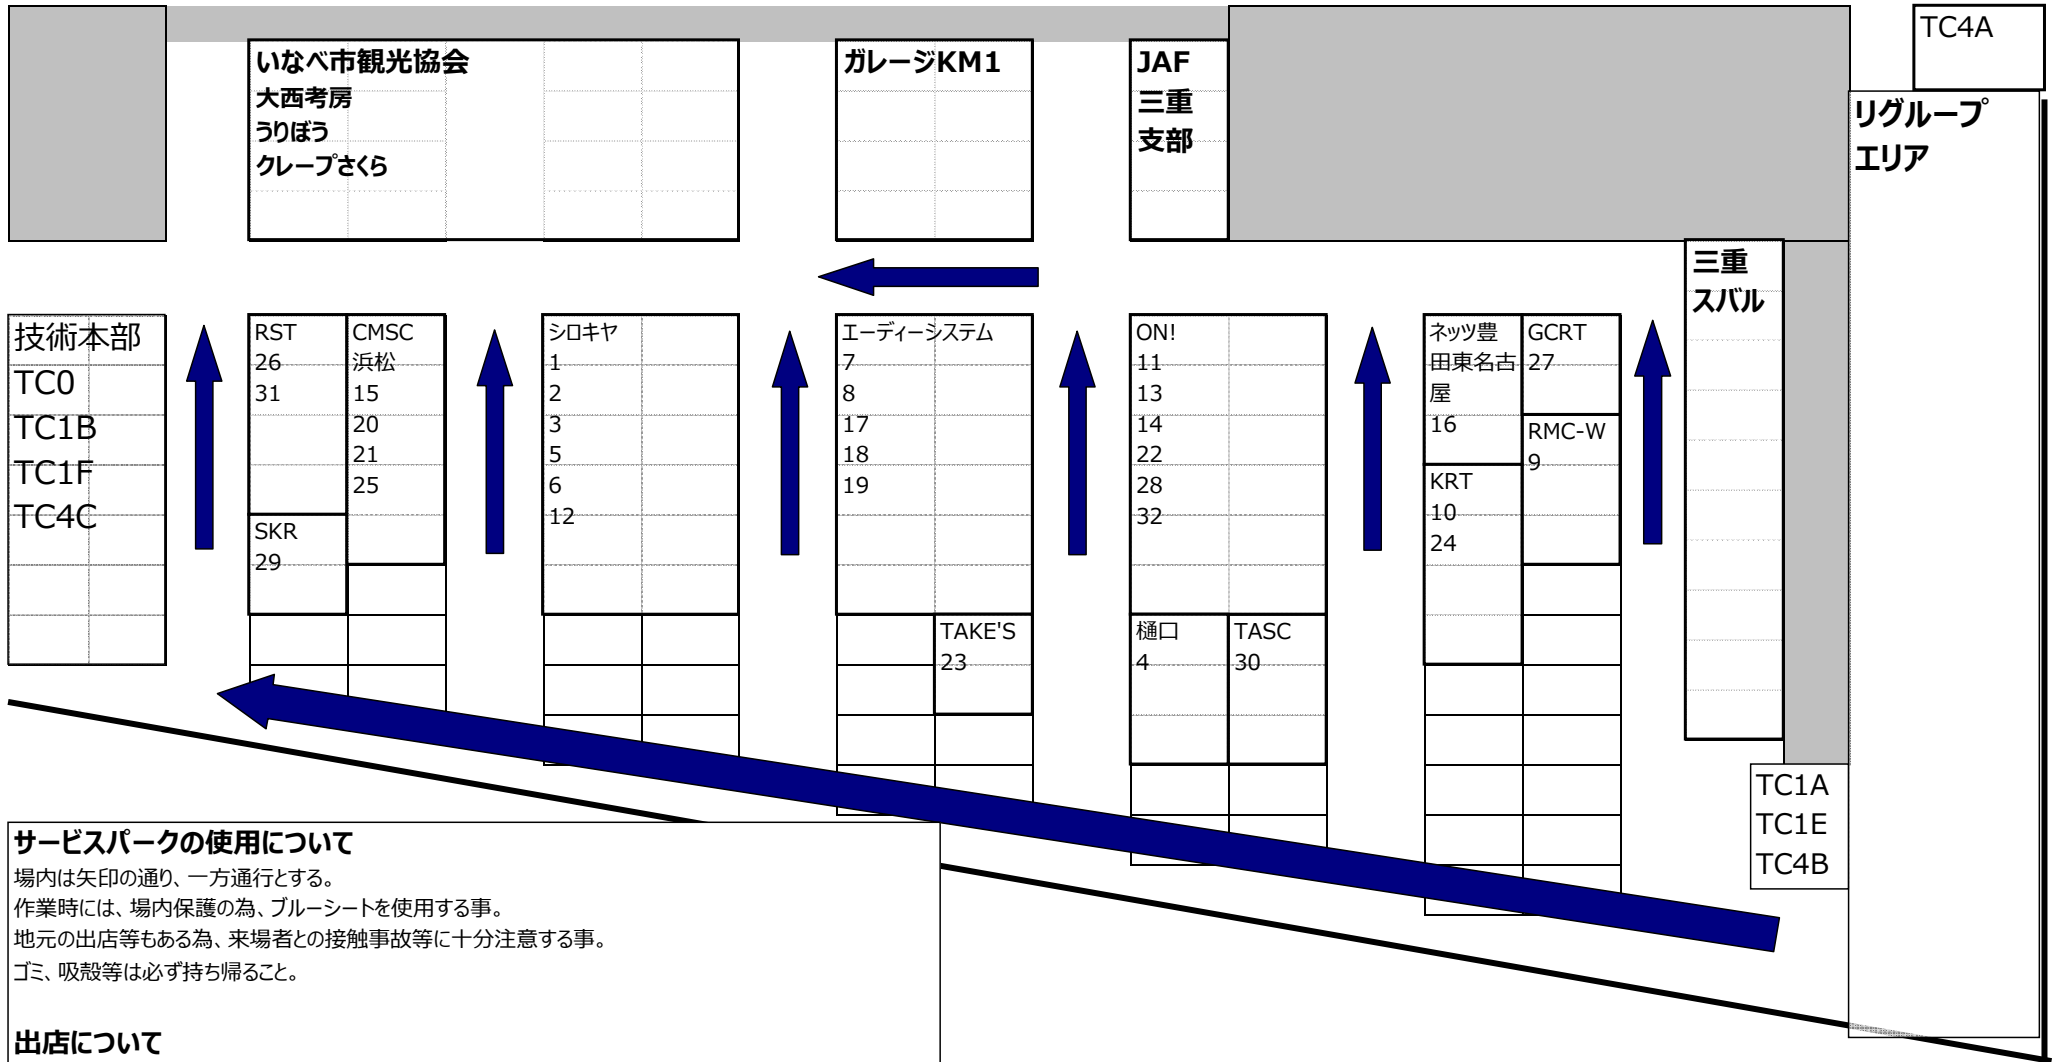 TC4A
いなべ市観光協会
大西考房
うりぼう
クレープさくら
ガレージKM1
JAF
三重
支部
リグループ
エリア
三重
スバル
技術本部
TC0
TC1B
TC1F
TC4C
RST
26
31
SKR
29
CMSC
浜松
15
20
21
25
シロキヤ
1
2
3
5
6
12
エーディーシステム
7
8
17
18
19
TAKE'S
23
ON!
11
13
14
22
28
32
樋口
4
TASC
30
ネッツ豊
田東名古
屋
16
KRT
10
24
GCRT
27
RMC-W
9
TC1A
TC1E
TC4B
サービスパークの使用について
場内は矢印の通り、一方通行とする。
作業時には、場内保護の為、ブルーシートを使用する事。
地元の出店等もある為、来場者との接触事故等に十分注意する事。
ゴミ、吸殻等は必ず持ち帰ること。
出店について